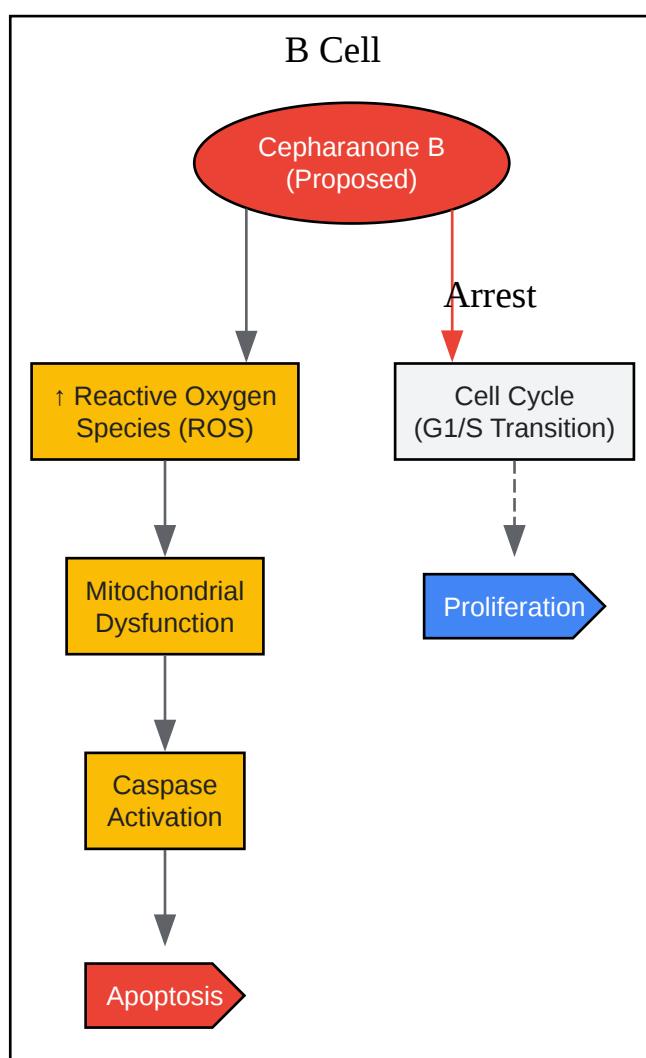 B Cell
Cepharanone B
(Proposed)
Arrest
↑ Reactive Oxygen
Species (ROS)
Cell Cycle
(G1/S Transition)
Mitochondrial
Dysfunction
Proliferation
Caspase
Activation
Apoptosis